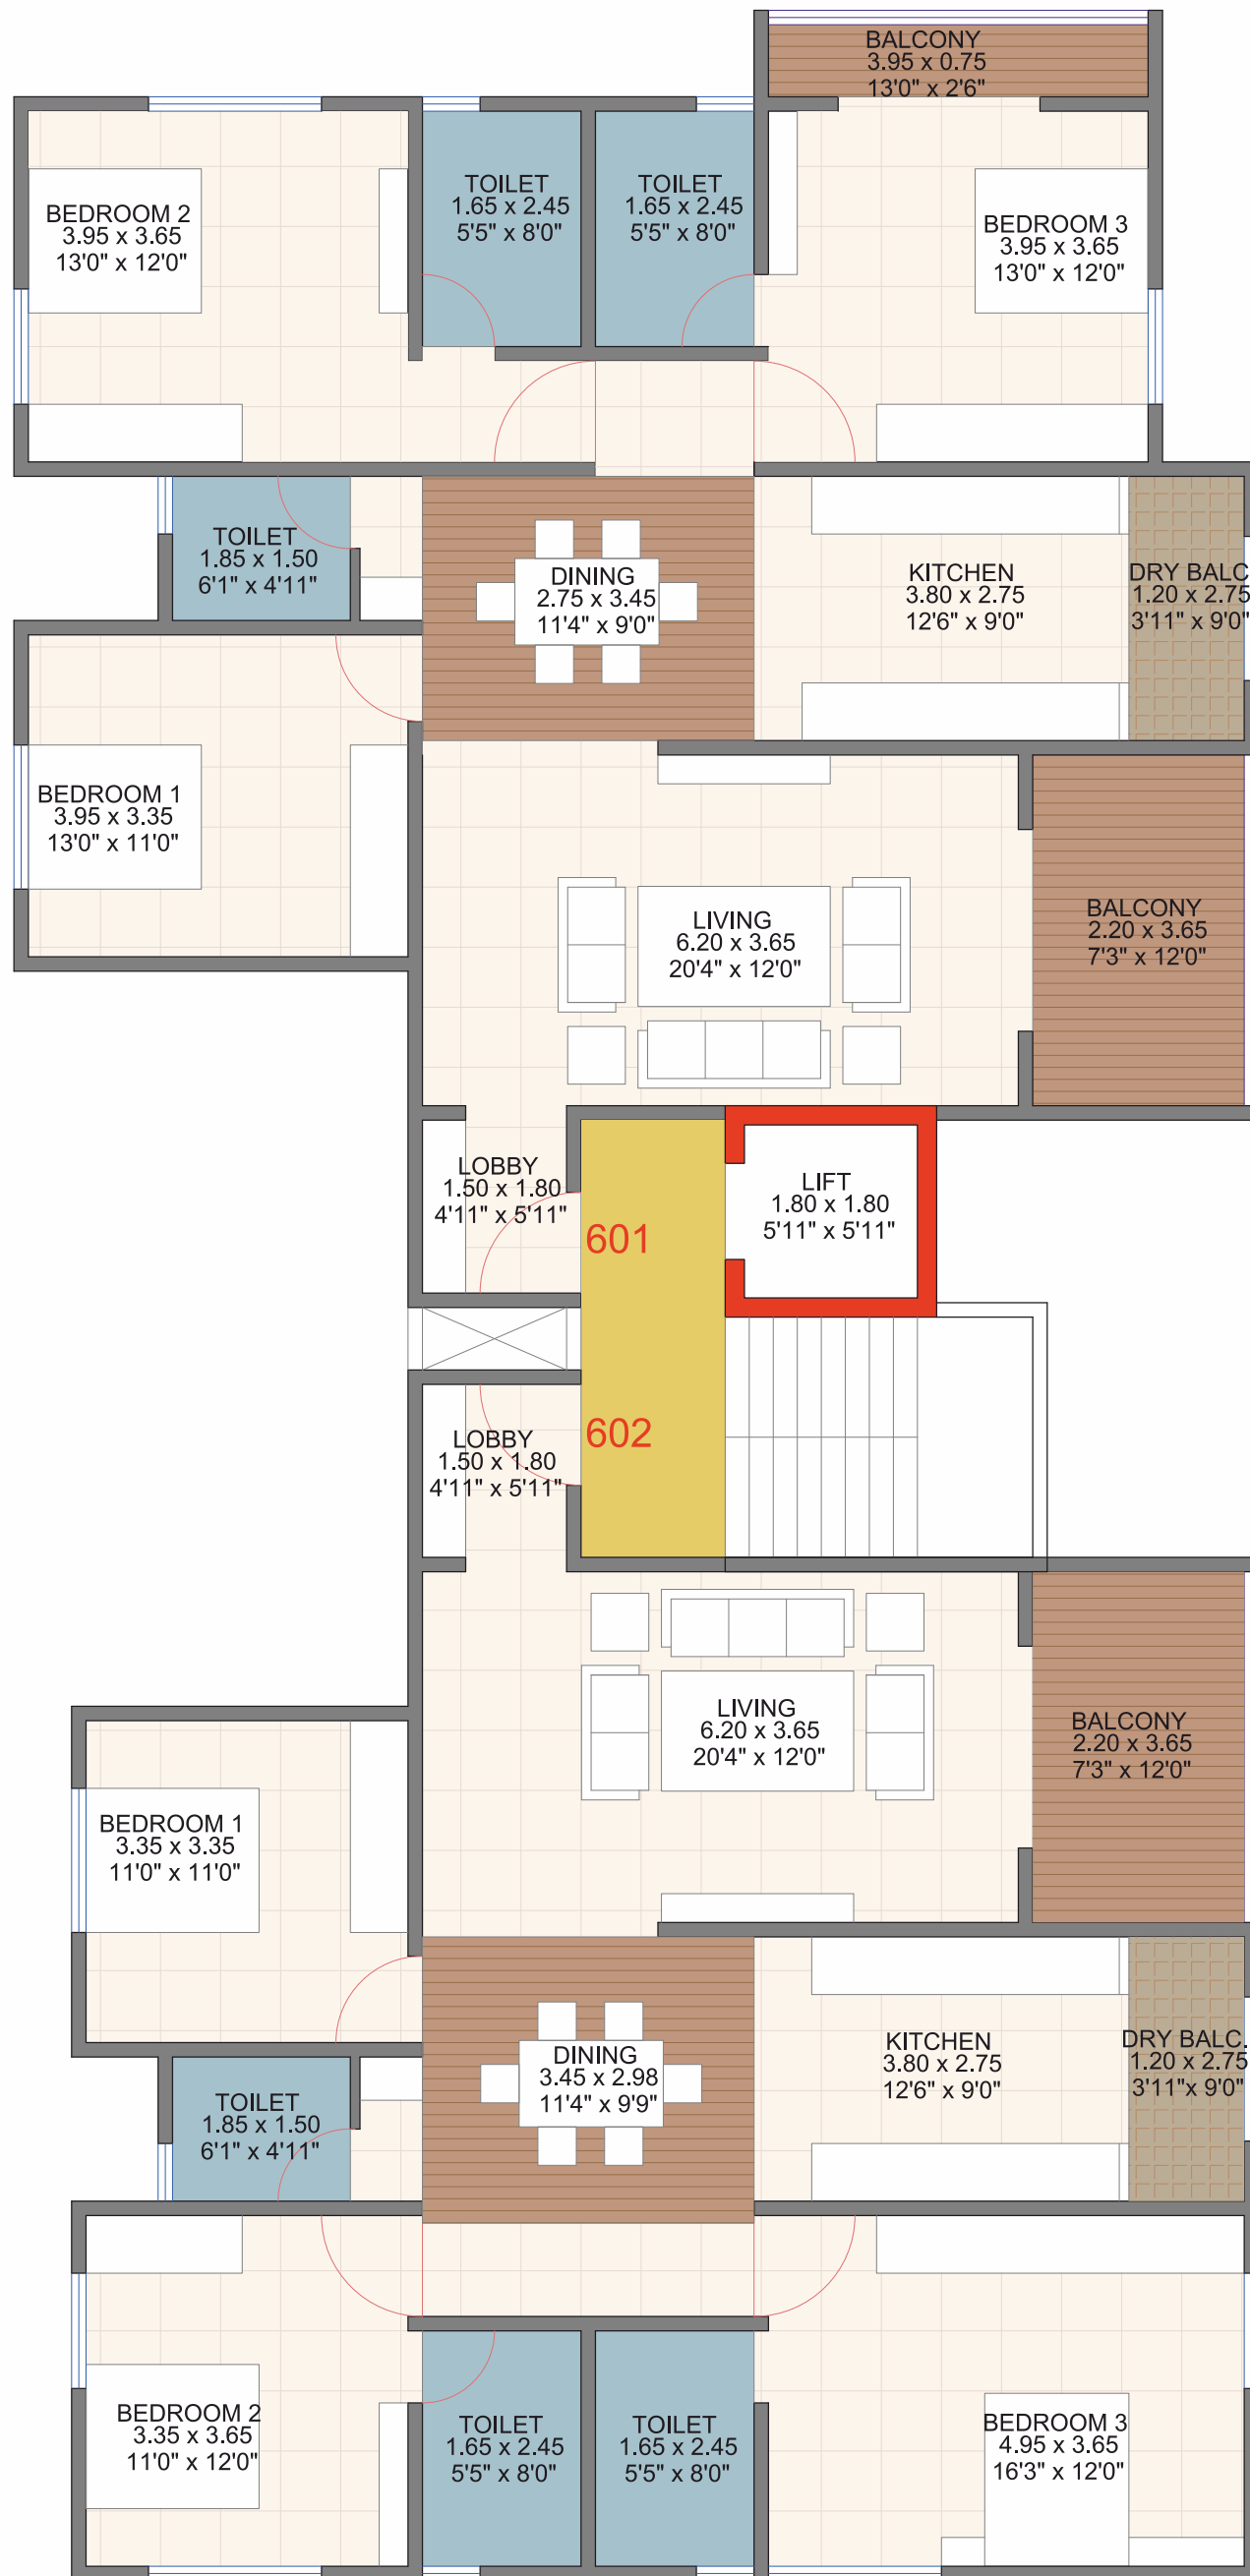 BALCONY
3.95 x 0.75
13'0" x 2'6"
TOILET
1.65 x 2.45
5'5" x 8'0"
TOILET
1.65 x 2.45
5'5" x 8'0"
BEDROOM 2
3.95 x 3.65
13'0" x 12'0"
BEDROOM 3
3.95 x 3.65
13'0" x 12'0"
TOILET
1.85 x 1.50
6'1" x 4'11"
DINING
2.75 x 3.45
11'4" x 9'0"
KITCHEN
3.80 x 2.75
12'6" x 9'0"
DRY BALC
1.20 x 2.75
3'11" x 9'0"
BEDROOM 1
3.95 x 3.35
13'0" x 11'0"
LIVING
6.20 x 3.65
20'4" x 12'0"
BALCONY
2.20 x 3.65
7'3" x 12'0"
LOBBY
1.50 x 1.80
4'11" x 5'11"
LIFT
1.80 x 1.80
5'11" x 5'11"
601
602
LOBBY
1.50 x 1.80
4'11" x 5'11"
LIVING
6.20 x 3.65
20'4" x 12'0"
BALCONY
2.20 x 3.65
7'3" x 12'0"
BEDROOM 1
3.35 x 3.35
11'0" x 11'0"
DINING
3.45 x 2.98
11'4" x 9'9"
KITCHEN
3.80 x 2.75
12'6" x 9'0"
DRY BALC.
1.20 x 2.75
3'11"x 9'0"
TOILET
1.85 x 1.50
6'1" x 4'11"
BEDROOM 2
3.35 x 3.65
11'0" x 12'0"
TOILET
1.65 x 2.45
5'5" x 8'0"
TOILET
1.65 x 2.45
5'5" x 8'0"
BEDROOM 3
4.95 x 3.65
16'3" x 12'0"